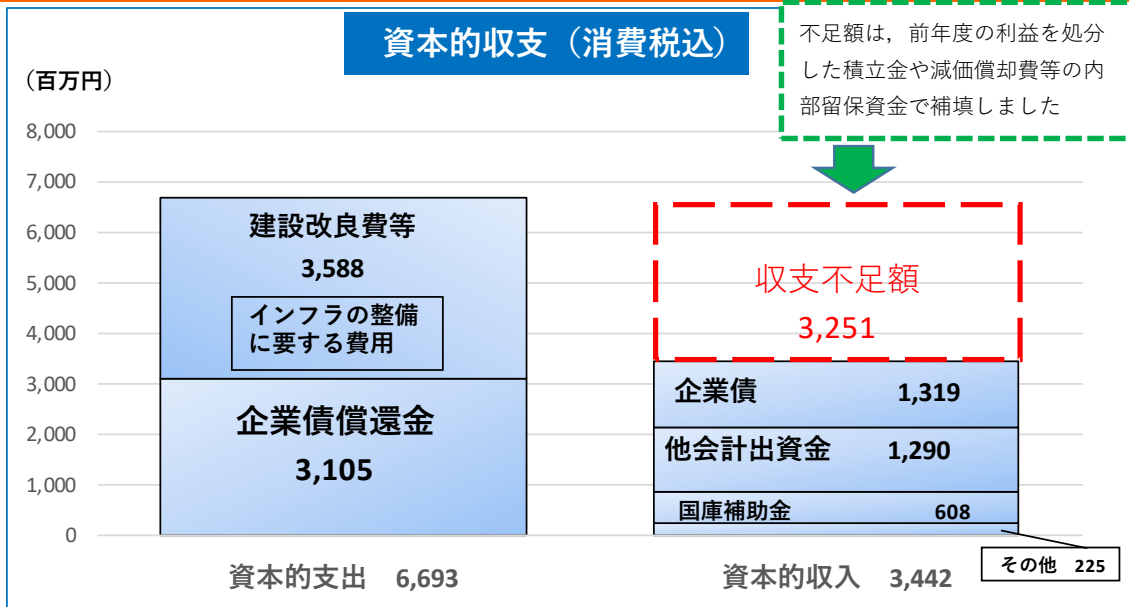 資本的収支（消費税込）
不足額は，前年度の利益を処分
した積立金や減価償却費等の内
部留保資金で補填しました
（百万円）
8,000
7,000
6,000
5,000
4,000
3,000
2,000
1,000
0
建設改良費等
3,588
インフラの整備
に要する費用
企業債償還金
3,105
収支不足額
3,251
企業債 1,319
他会計出資金 1,290
国庫補助金 608
その他 225
資本的支出 6,693
資本的収入 3,442